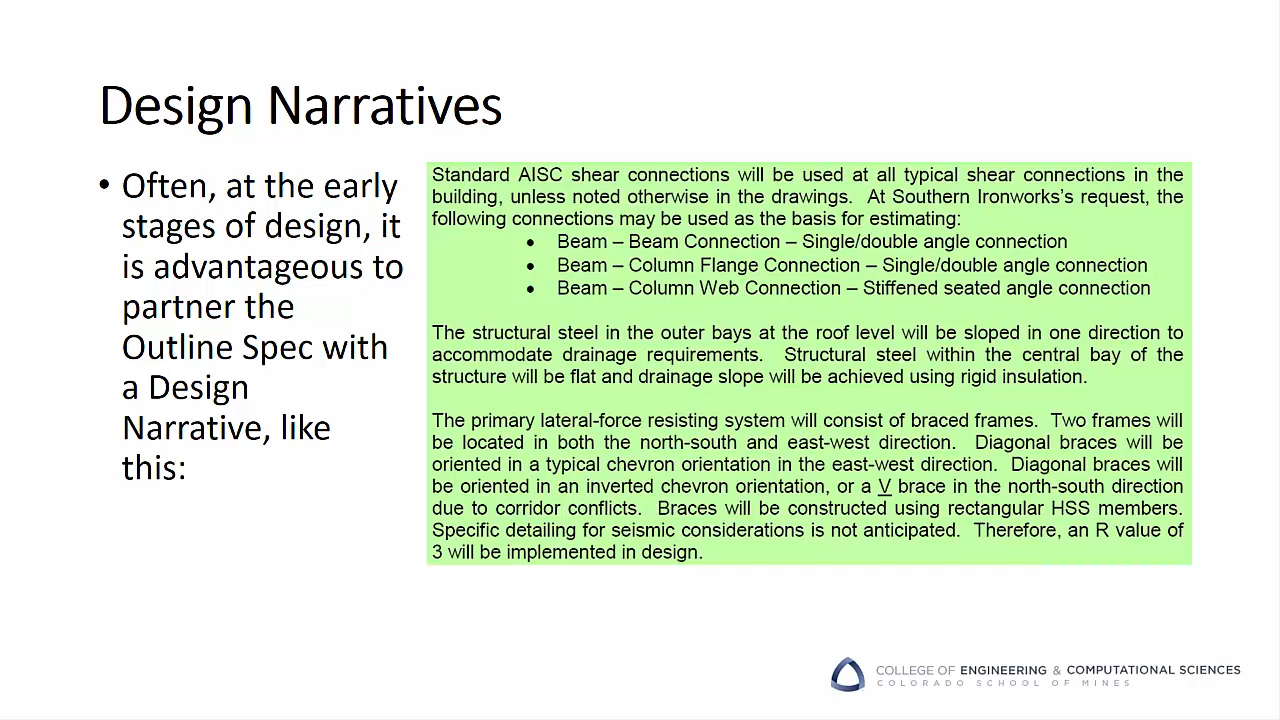 Design Narratives
• Often, at the early
stages of design, it
is advantageous to
partner the
Outline Spec with
a Design
Narrative, like
this:
Standard AISC shear connections will be used at all typical shear connections in the
building, unless noted otherwise in the drawings. At Southern Ironworks's request, the
following connections may be used as the basis for estimating:
• Beam – Beam Connection – Single/double angle connection
• Beam – Column Flange Connection – Single/double angle connection
• Beam – Column Web Connection – Stiffened seated angle connection
The structural steel in the outer bays at the roof level will be sloped in one direction to
accommodate drainage requirements. Structural steel within the central bay of the
structure will be flat and drainage slope will be achieved using rigid insulation.
The primary lateral-force resisting system will consist of braced frames. Two frames will
be located in both the north-south and east-west direction. Diagonal braces will be
oriented in a typical chevron orientation in the east-west direction. Diagonal braces will
be oriented in an inverted chevron orientation, or a V brace in the north-south direction
due to corridor conflicts. Braces will be constructed using rectangular HSS members.
Specific detailing for seismic considerations is not anticipated. Therefore, an R value of
3 will be implemented in design.
COLLEGE OF ENGINEERING & COMPUTATIONAL SCIENCES
COLORADO SCHOOL OF MINES